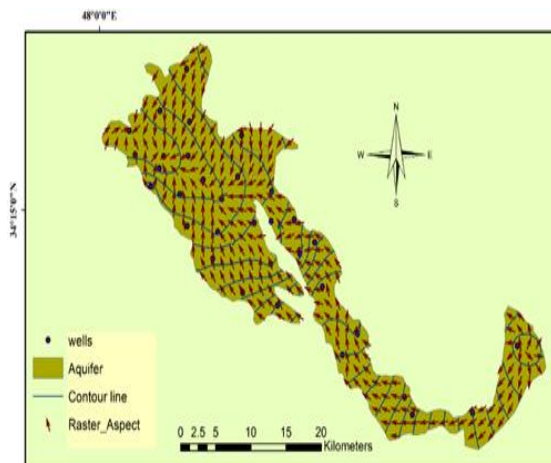 48°0'0"E
34°15'0"N
N
W E
S
wells
Aquifer
Contour line
Raster_Aspect
0 2.5 5 10 15 20
Kilometers